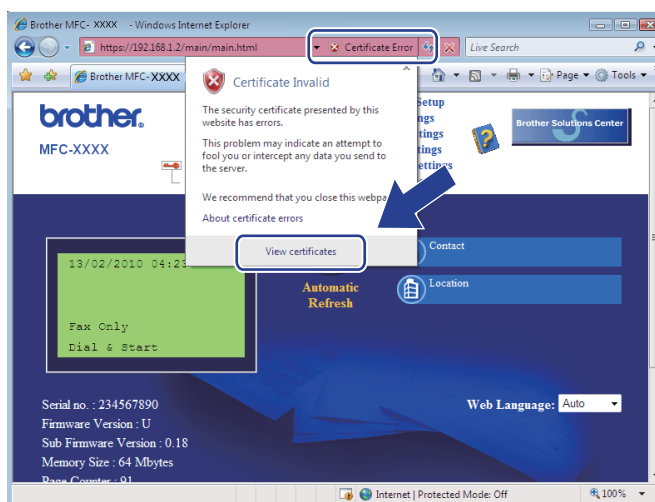 Brother MFC- XXXX - Windows Internet Explorer
https://192.168.1.2/main/main.html Certificate Error Live Search
Brother MFC-XXXX Page Tools
Certificate Invalid
The security certificate presented by this
website has errors.
This problem may indicate an attempt to
fool you or intercept any data you send to
the server.
We recommend that you close this webpa
About certificate errors
View certificates
brother.
MFC-XXXX
Setup
ngs
tings
tings
ettings
Brother Solutions Center
13/02/2010 04:23
Fax Only
Dial & Start
Automatic
Refresh
Contact
Location
Serial no. : 234567890
Web Language: Auto
Firmware Version : U
Sub Firmware Version : 0.18
Memory Size : 64 Mbytes
Page Counter : 91
Internet | Protected Mode: Off 100%